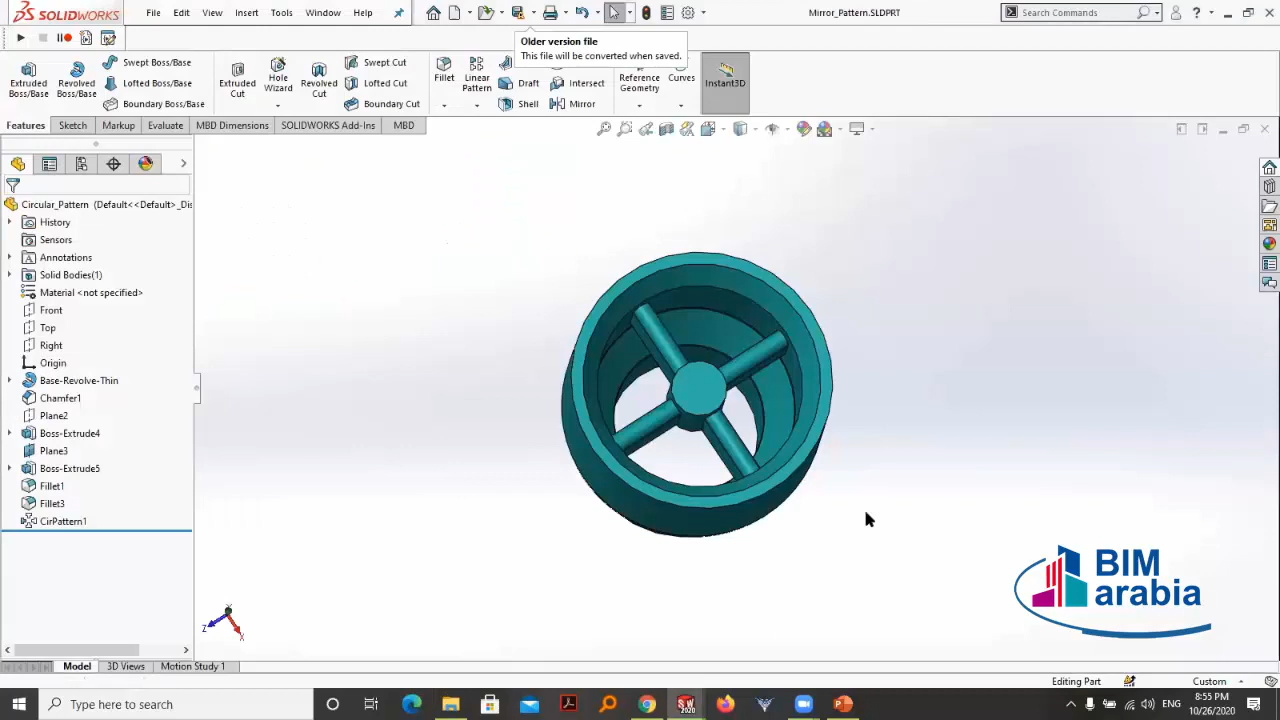 SOLIDWORKS File Edit View Insert Tools Window Help Mirror_Pattern.SLDPRT Search Commands ?
Older version file
This file will be converted when saved.
Extruded Boss/Base
Revolved Boss/Base
Swept Boss/Base
Lofted Boss/Base
Boundary Boss/Base
Extruded Cut
Hole Wizard
Revolved Cut
Swept Cut
Lofted Cut
Boundary Cut
Fillet
Linear Pattern
Draft
Shell
Intersect
Mirror
Reference Geometry
Curves
Instant3D
Features Sketch Markup Evaluate MBD Dimensions SOLIDWORKS Add-Ins MBD
Circular_Pattern (Default<<Default>_Dis
History
Sensors
Annotations
Solid Bodies(1)
Material <not specified>
Front
Top
Right
Origin
Base-Revolve-Thin
Chamfer1
Plane2
Boss-Extrude4
Plane3
Boss-Extrude5
Fillet1
Fillet3
CirPattern1
BIM
arabia
Z X
Model 3D Views Motion Study 1
Editing Part Custom
Type here to search
SW 2020
8:55 PM
10/26/2020